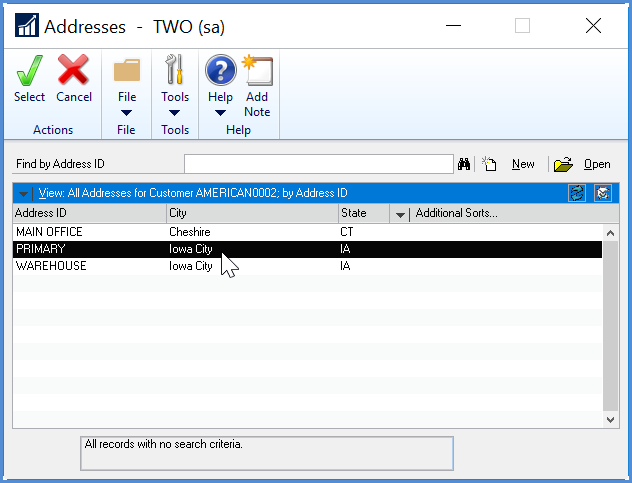 Addresses - TWO (sa)
Select Cancel File Tools Help Add Note
Actions File Tools Help
Find by Address ID New Open
View: All Addresses for Customer AMERICAN0002; by Address ID
Address ID City State Additional Sorts...
MAIN OFFICE Cheshire CT
PRIMARY Iowa City IA
WAREHOUSE Iowa City IA
All records with no search criteria.